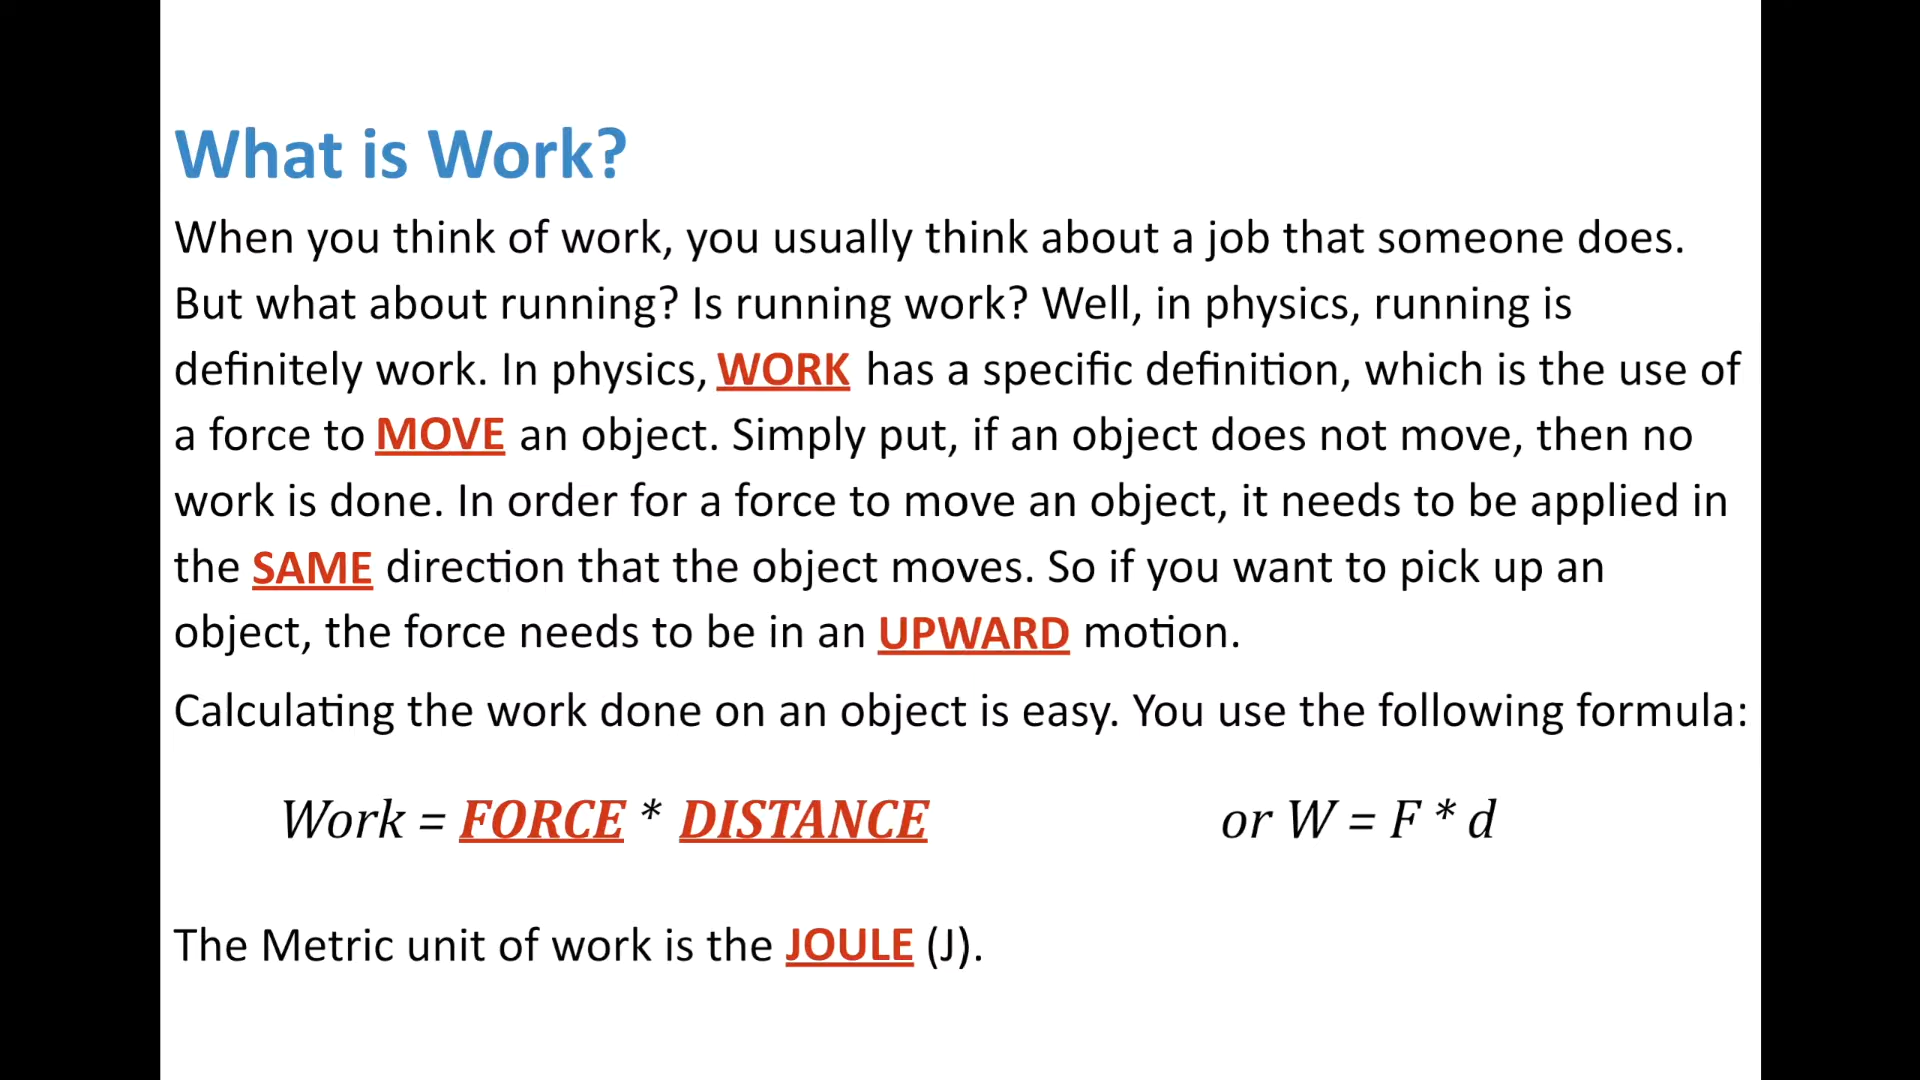 What is Work?
When you think of work, you usually think about a job that someone does.
But what about running? Is running work? Well, in physics, running is
definitely work. In physics, WORK has a specific definition, which is the use of
a force to MOVE an object. Simply put, if an object does not move, then no
work is done. In order for a force to move an object, it needs to be applied in
the SAME direction that the object moves. So if you want to pick up an
object, the force needs to be in an UPWARD motion.
Calculating the work done on an object is easy. You use the following formula:
Work = FORCE * DISTANCE or W = F * d
The Metric unit of work is the JOULE (J).